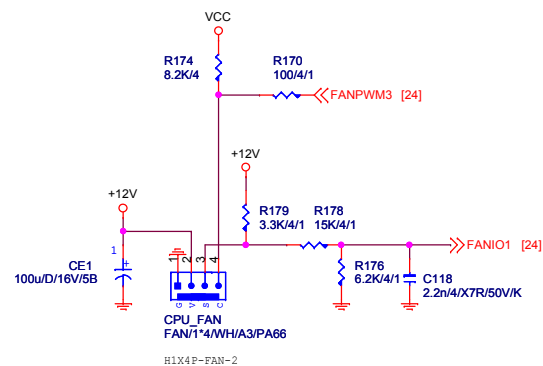 VCC
R174
8.2K/4
R170
100/4/1
FANPWM3 [24]
+12V
+12V
R179
3.3K/4/1
R178
15K/4/1
FANIO1 [24]
1
+
CE1
100u/D/16V/5B
1
2
3
4
G
V
S
C
R176
6.2K/4/1
C118
2.2n/4/X7R/50V/K
CPU_FAN
FAN/1*4/WH/A3/PA66
H1X4P-FAN-2